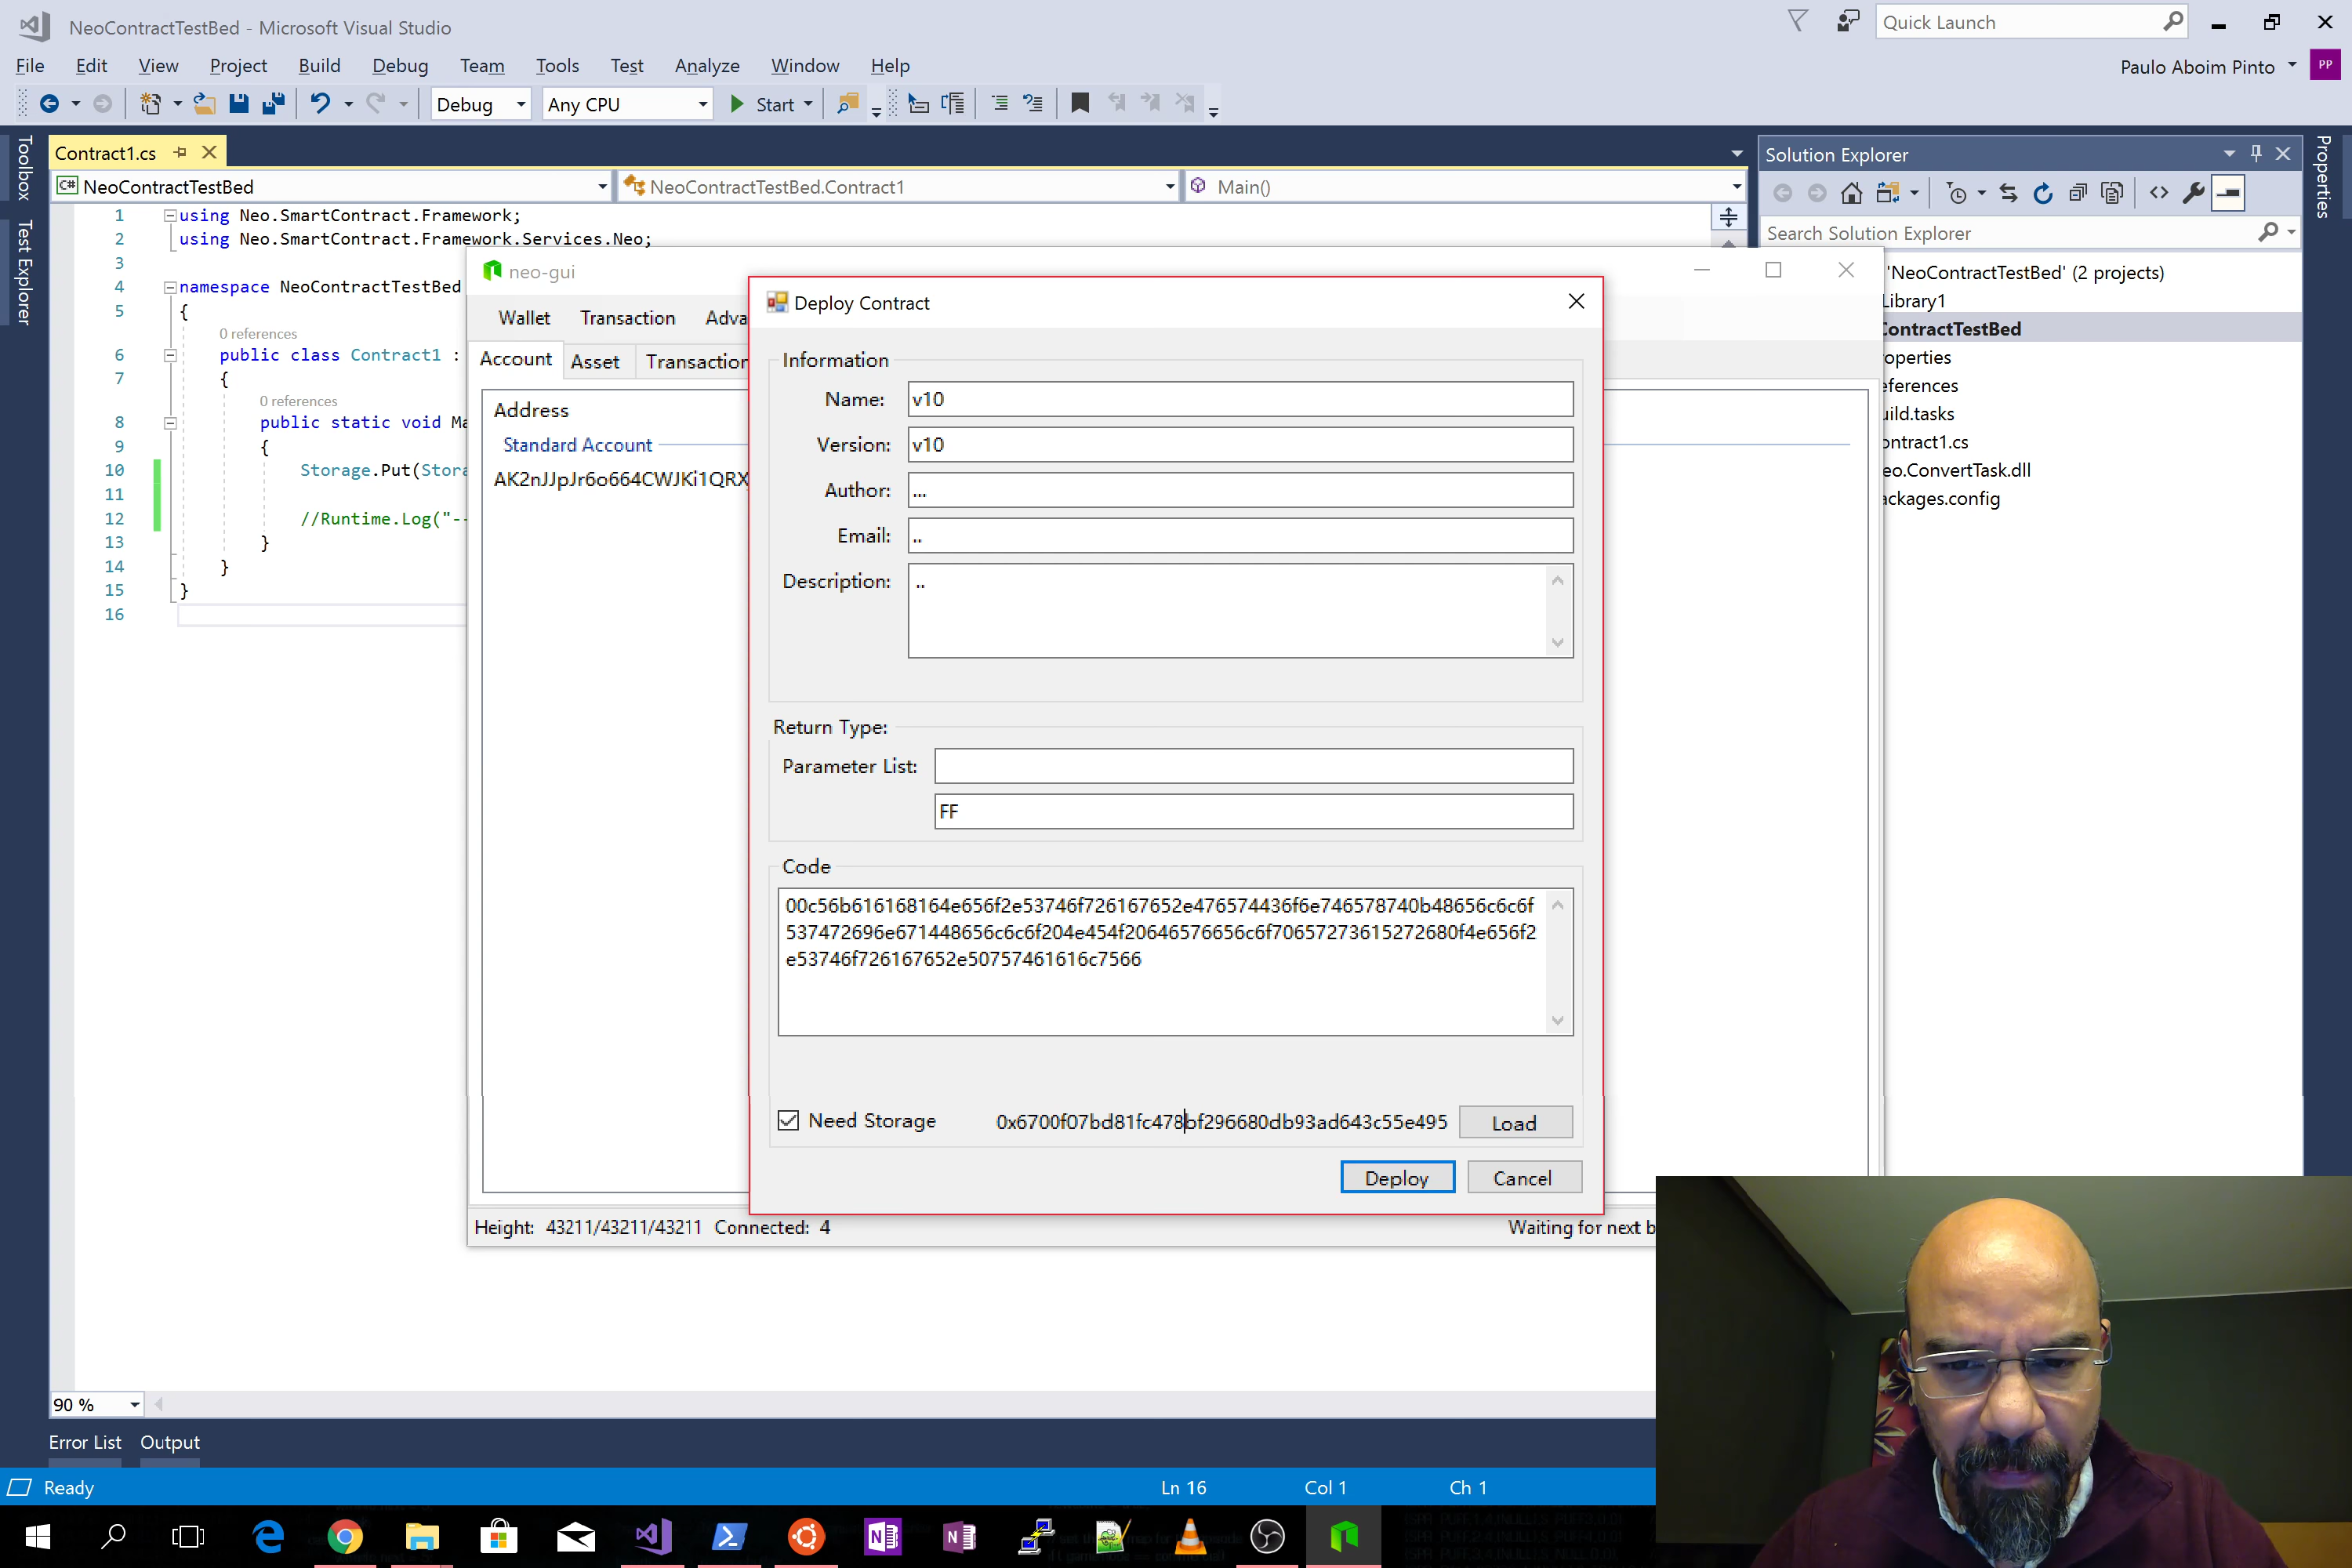 NeoContractTestBed - Microsoft Visual Studio
Quick Launch
File Edit View Project Build Debug Team Tools Test Analyze Window Help
Paulo Aboim Pinto PP
Debug Any CPU Start
Toolbox
Test Explorer
Contract1.cs
NeoContractTestBed NeoContractTestBed.Contract1 Main()
1 using Neo.SmartContract.Framework;
2 using Neo.SmartContract.Framework.Services.Neo;
3
4 namespace NeoContractTestBed
5 {
0 references
6 public class Contract1 :
7 {
0 references
8 public static void Ma
9 {
10 Storage.Put(Stora
11
12 //Runtime.Log("--
13 }
14 }
15 }
16
90 %
Error List Output
Ready Ln 16 Col 1 Ch 1
Solution Explorer
Properties
Search Solution Explorer
'NeoContractTestBed' (2 projects)
Library1
ContractTestBed
operties
eferences
uild.tasks
ontract1.cs
eo.ConvertTask.dll
ackages.config
neo-gui
Wallet Transaction Adva
Account Asset Transaction
Address
Standard Account
AK2nJJpJr6o664CWJKi1QRX
Height: 43211/43211/43211 Connected: 4
Waiting for next b
Deploy Contract
Information
Name: v10
Version: v10
Author: ...
Email: ..
Description: ..
Return Type:
Parameter List:
FF
Code
00c56b616168164e656f2e53746f726167652e476574436f6e746578740b48656c6c6f
537472696e671448656c6c6f204e454f20646576656c6f70657273615272680f4e656f2
e53746f726167652e50757461616c7566
Need Storage 0x6700f07bd81fc478bf296680db93ad643c55e495 Load
Deploy Cancel